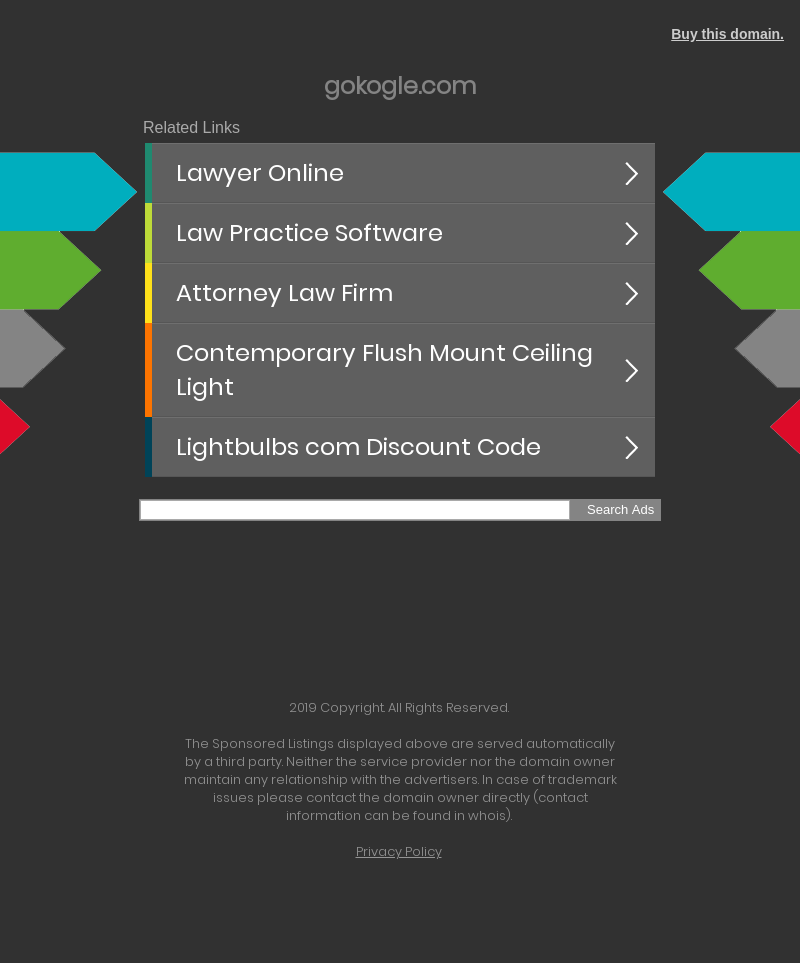 Buy this domain.
gokogle.com
Related Links
Lawyer Online
Law Practice Software
Attorney Law Firm
Contemporary Flush Mount Ceiling
Light
Lightbulbs com Discount Code
Search Ads
2019 Copyright. All Rights Reserved.
The Sponsored Listings displayed above are served automatically
by a third party. Neither the service provider nor the domain owner
maintain any relationship with the advertisers. In case of trademark
issues please contact the domain owner directly (contact
information can be found in whois).
Privacy Policy